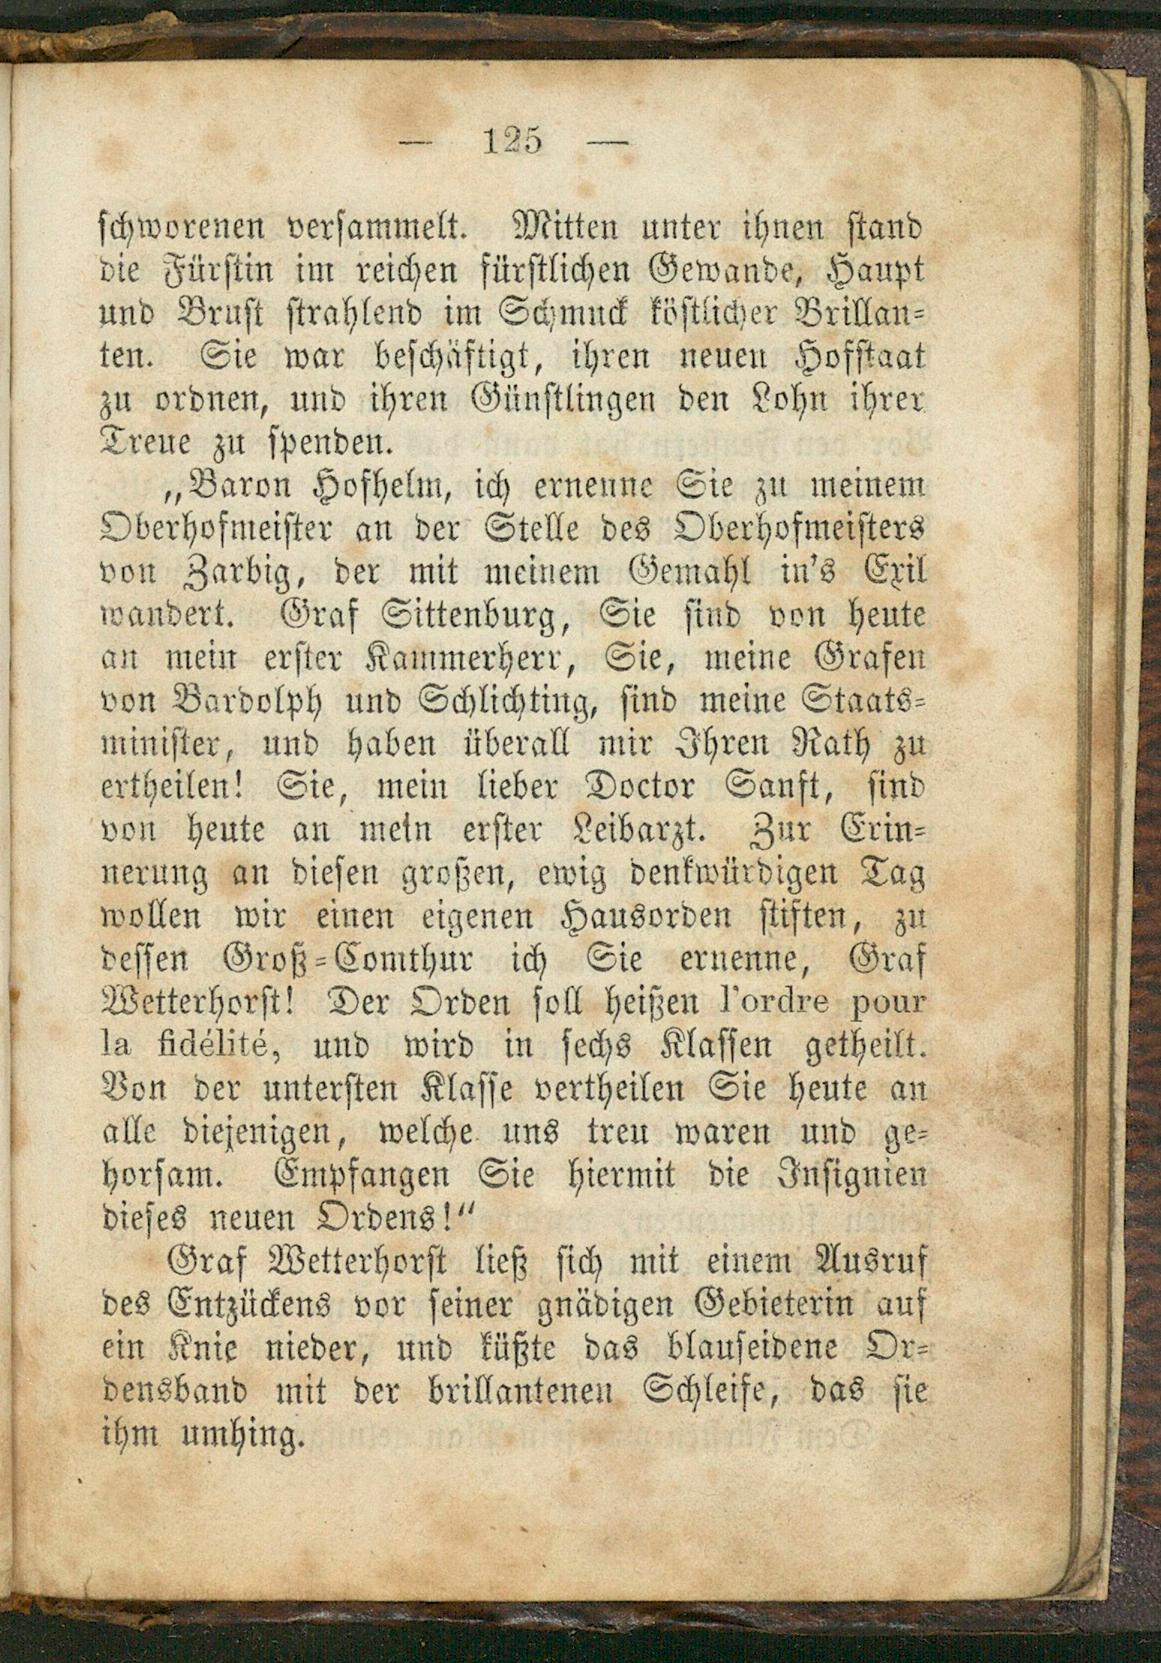 — 125 —
schworenen versammelt. Mitten unter ihnen stand
die Fürstin im reichen fürstlichen Gewande, Haupt
und Brust strahlend im Schmuck köstlicher Brillan-
ten. Sie war beschäftigt, ihren neuen Hofstaat
zu ordnen, und ihren Günstlingen den Lohn ihrer
Treue zu spenden.
„Baron Hofhelm, ich ernenne Sie zu meinem
Oberhofmeister an der Stelle des Oberhofmeisters
von Zarbig, der mit meinem Gemahl in's Exil
wandert. Graf Sittenburg, Sie sind von heute
an mein erster Kammerherr, Sie, meine Grafen
von Bardolph und Schlichting, sind meine Staats-
minister, und haben überall mir Ihren Rath zu
ertheilen! Sie, mein lieber Doctor Sanft, sind
von heute an mein erster Leibarzt. Zur Erin-
nerung an diesen großen, ewig denkwürdigen Tag
wollen wir einen eigenen Hausorden stiften, zu
dessen Groß-Comthur ich Sie ernenne, Graf
Wetterhorst! Der Orden soll heißen l'ordre pour
la fidélité, und wird in sechs Klassen getheilt.
Von der untersten Klasse vertheilen Sie heute an
alle diejenigen, welche uns treu waren und ge-
horsam. Empfangen Sie hiermit die Insignien
dieses neuen Ordens!“
Graf Wetterhorst ließ sich mit einem Ausruf
des Entzückens vor seiner gnädigen Gebieterin auf
ein Knie nieder, und küßte das blauseidene Or-
densband mit der brillantenen Schleife, das sie
ihm umhing.